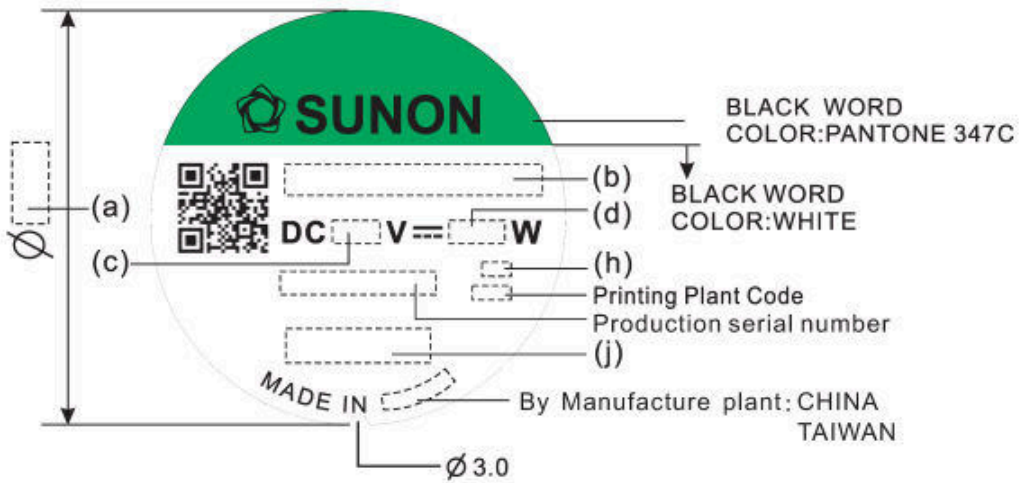 SUNON
BLACK WORD
COLOR:PANTONE 347C
BLACK WORD
COLOR:WHITE
(a)
(b)
(d)
DC V W
(c)
(h)
Printing Plant Code
Production serial number
(j)
MADE IN
By Manufacture plant: CHINA
TAIWAN
Ø
Ø 3.0